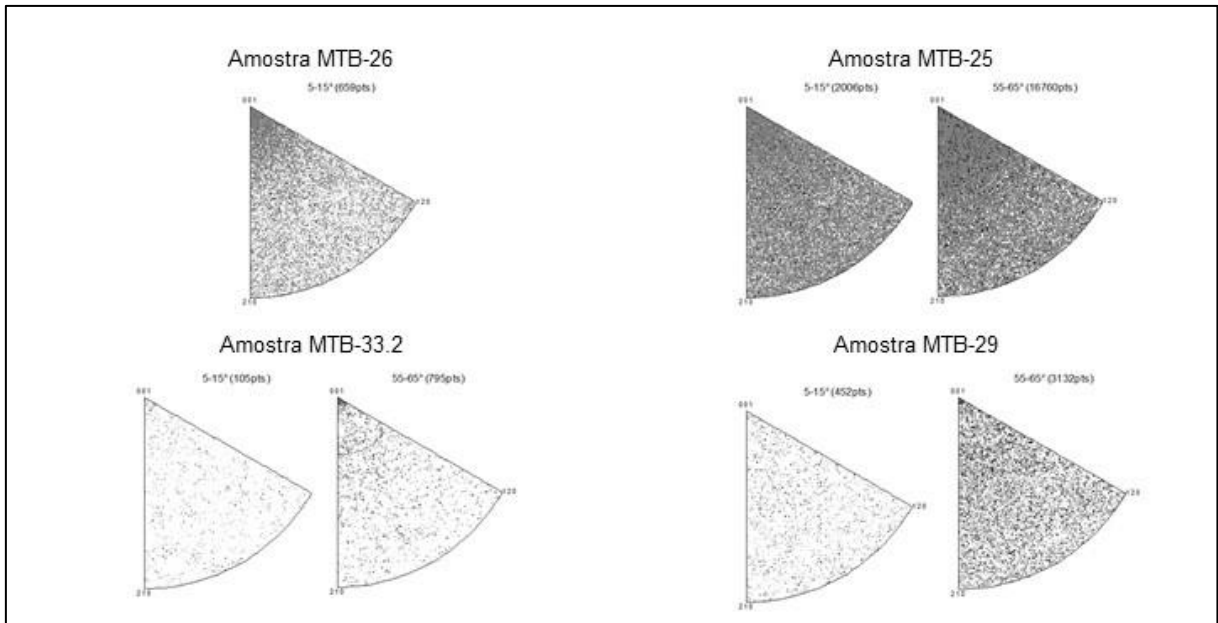 Amostra MTB-26
5-15° (659pts.)
001
120
210
Amostra MTB-25
5-15° (2006pts.)
55-65° (16760pts.)
001
001
120
210
210
Amostra MTB-33.2
5-15° (105pts.)
55-65° (795pts.)
001
001
120
210
210
Amostra MTB-29
5-15° (452pts.)
55-65° (3132pts.)
001
001
120
120
210
210